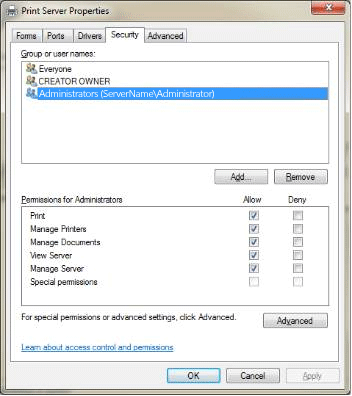 Print Server Properties
Forms Ports Drivers Security Advanced
Group or user names:
Everyone
CREATOR OWNER
Administrators (ServerName\Administrator)
Add... Remove
Permissions for Administrators Allow Deny
Print
Manage Printers
Manage Documents
View Server
Manage Server
Special permissions
For special permissions or advanced settings, click Advanced. Advanced
Learn about access control and permissions
OK Cancel Apply